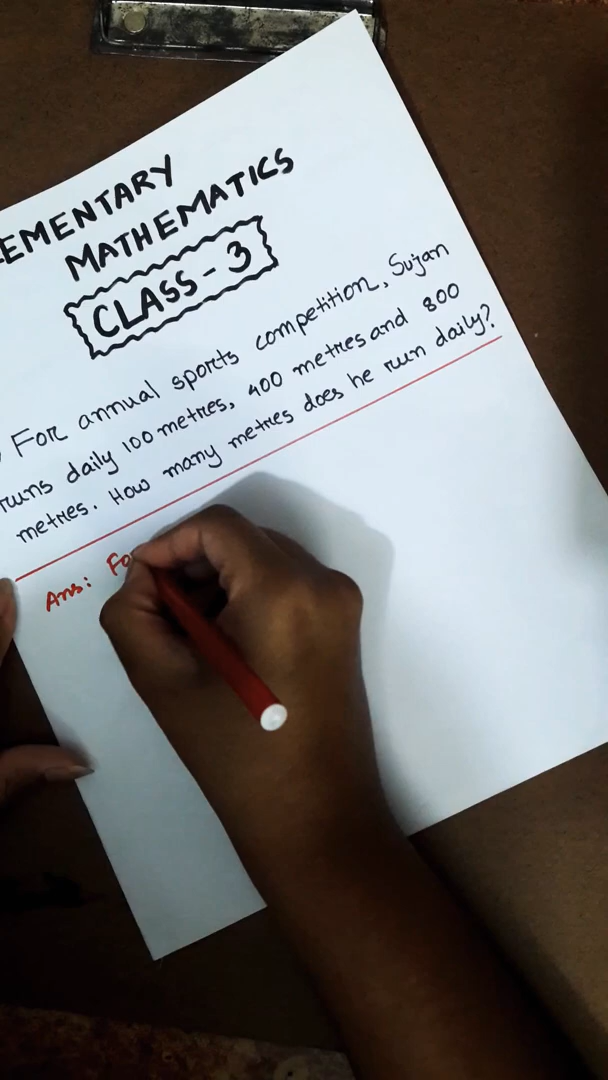 EMENTARY
MATHEMATICS
CLASS-3
For annual sports competition, Sujan
runs daily 100 metres, 400 metres and 800
metres. How many metres does he run daily?
Ans: Fo